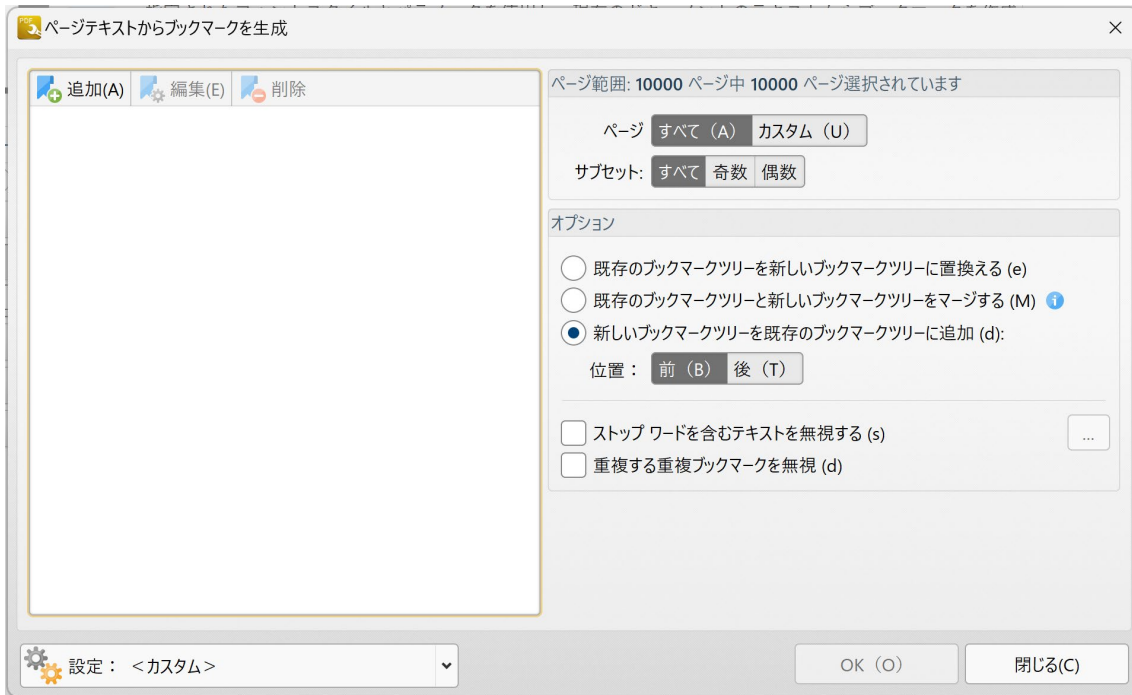 ページテキストからブックマークを生成
追加(A) 編集(E) 削除
ページ範囲: 10000 ページ中 10000 ページ選択されています
ページ すべて (A) カスタム (U)
サブセット: すべて 奇数 偶数
オプション
既存のブックマークツリーを新しいブックマークツリーに置換える (e)
既存のブックマークツリーと新しいブックマークツリーをマージする (M)
新しいブックマークツリーを既存のブックマークツリーに追加 (d):
位置： 前 (B) 後 (T)
ストップ ワードを含むテキストを無視する (s)
...
重複する重複ブックマークを無視 (d)
設定： <カスタム>
OK (O)
閉じる(C)